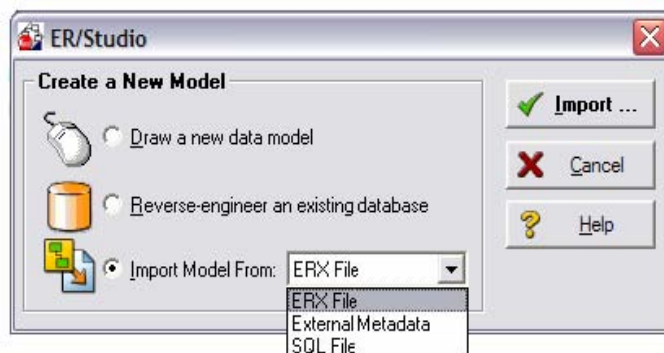 ER/Studio
Create a New Model
Draw a new data model
Reverse-engineer an existing database
Import Model From: ERX File
ERX File
External Metadata
SQL File
Import ...
Cancel
Help